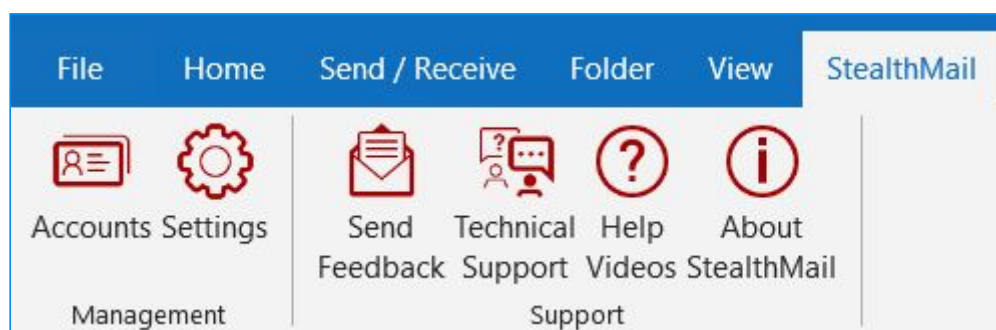 File Home Send / Receive Folder View StealthMail
Accounts Settings Send Technical Help About
Feedback Support Videos StealthMail
Management Support